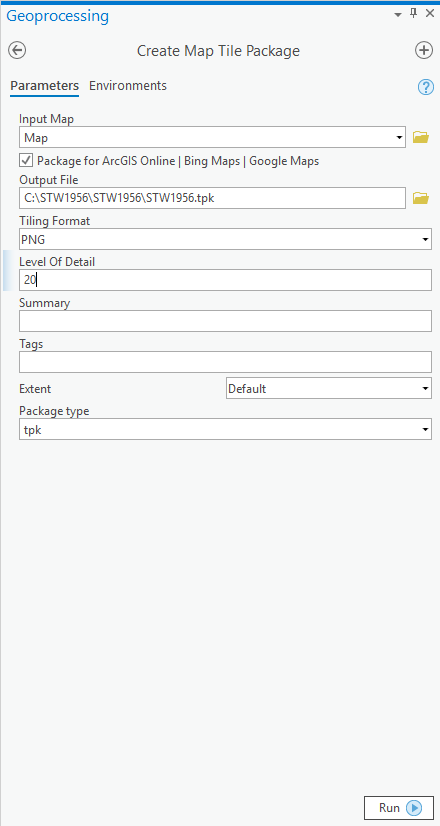 Geoprocessing
Create Map Tile Package
Parameters Environments
?
Input Map
Map
Package for ArcGIS Online | Bing Maps | Google Maps
Output File
C:\STW1956\STW1956\STW1956.tpk
Tiling Format
PNG
Level Of Detail
20
Summary
Tags
Extent Default
Package type
tpk
Run